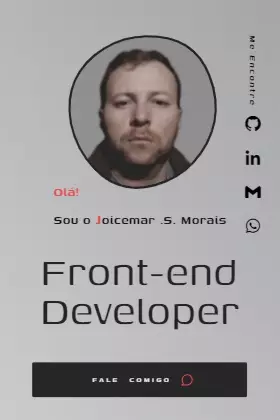 Me Encontre
Olá!
Sou o Joicemar .S. Morais
Front-end
Developer
FALE COMIGO